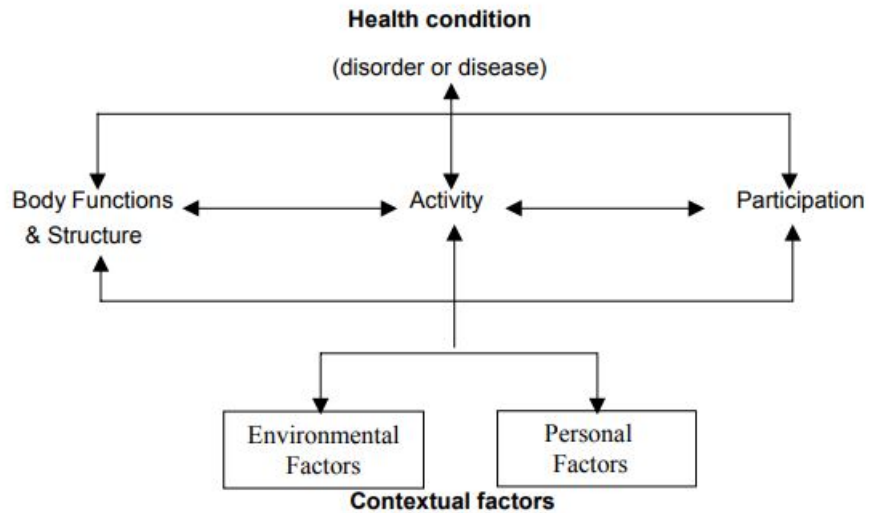 Health condition
(disorder or disease)
Body Functions
& Structure
Activity
Participation
Environmental
Factors
Personal
Factors
Contextual factors